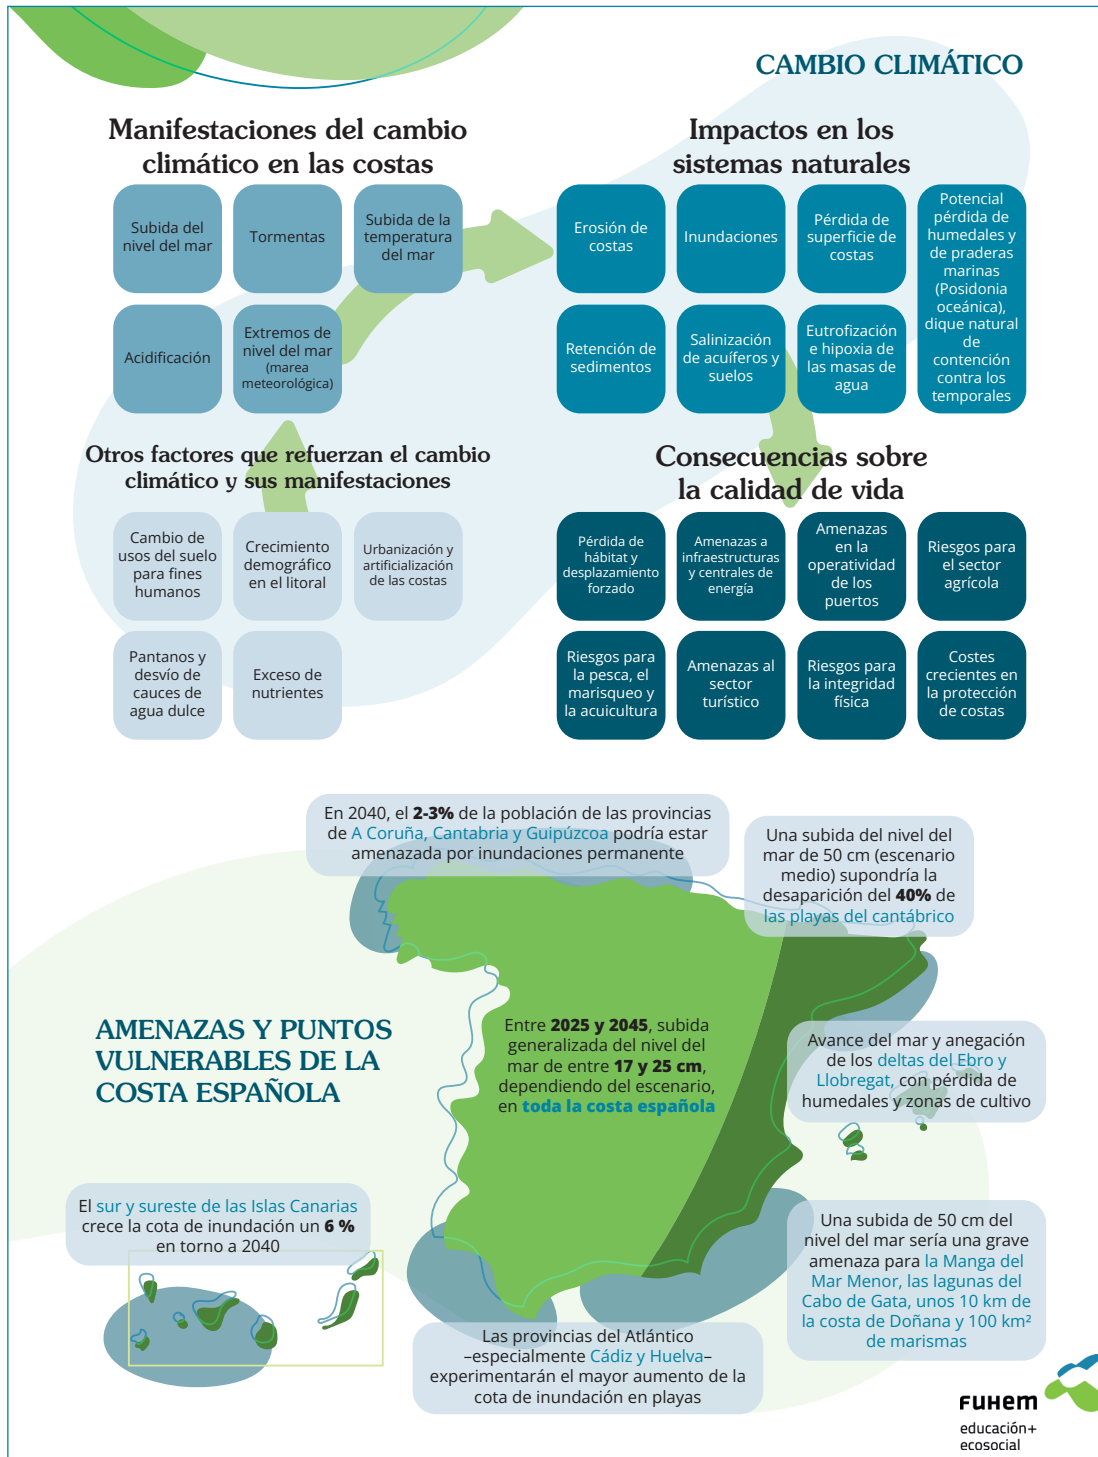 CAMBIO CLIMÁTICO
Manifestaciones del cambio
climático en las costas
Subida del
nivel del mar
Tormentas
Subida de la
temperatura
del mar
Acidificación
Extremos de
nivel del mar
(marea
meteorológica)
Impactos en los
sistemas naturales
Erosión de
costas
Inundaciones
Pérdida de
superficie de
costas
Potencial
pérdida de
humedales y
de praderas
marinas
(Posidonia
oceánica),
dique natural
de
contención
contra los
temporales
Retención de
sedimentos
Salinización
de acuíferos y
suelos
Eutrofización
e hipoxia de
las masas de
agua
Otros factores que refuerzan el cambio
climático y sus manifestaciones
Cambio de
usos del suelo
para fines
humanos
Crecimiento
demográfico
en el litoral
Urbanización y
artificialización
de las costas
Pantanos y
desvío de
cauces de
agua dulce
Exceso de
nutrientes
Consecuencias sobre
la calidad de vida
Pérdida de
hábitat y
desplazamiento
forzado
Amenazas a
infraestructuras
y centrales de
energía
Amenazas
en la
operatividad
de los
puertos
Riesgos para
el sector
agrícola
Riesgos para
la pesca, el
marisqueo y
la acuicultura
Amenazas al
sector
turístico
Riesgos para
la integridad
física
Costes
crecientes en
la protección
de costas
En 2040, el 2-3% de la población de las provincias
de A Coruña, Cantabria y Guipúzcoa podría estar
amenazada por inundaciones permanente
Una subida del nivel del
mar de 50 cm (escenario
medio) supondría la
desaparición del 40% de
las playas del cantábrico
AMENAZAS Y PUNTOS
VULNERABLES DE LA
COSTA ESPAÑOLA
Entre 2025 y 2045, subida
generalizada del nivel del
mar de entre 17 y 25 cm,
dependiendo del escenario,
en toda la costa española
Avance del mar y anegación
de los deltas del Ebro y
Llobregat, con pérdida de
humedales y zonas de cultivo
El sur y sureste de las Islas Canarias
crece la cota de inundación un 6 %
en torno a 2040
Una subida de 50 cm del
nivel del mar sería una grave
amenaza para la Manga del
Mar Menor, las lagunas del
Cabo de Gata, unos 10 km de
la costa de Doñana y 100 km²
de marismas
Las provincias del Atlántico
–especialmente Cádiz y Huelva–
experimentarán el mayor aumento de la
cota de inundación en playas
FUHEM
educación+
ecosocial